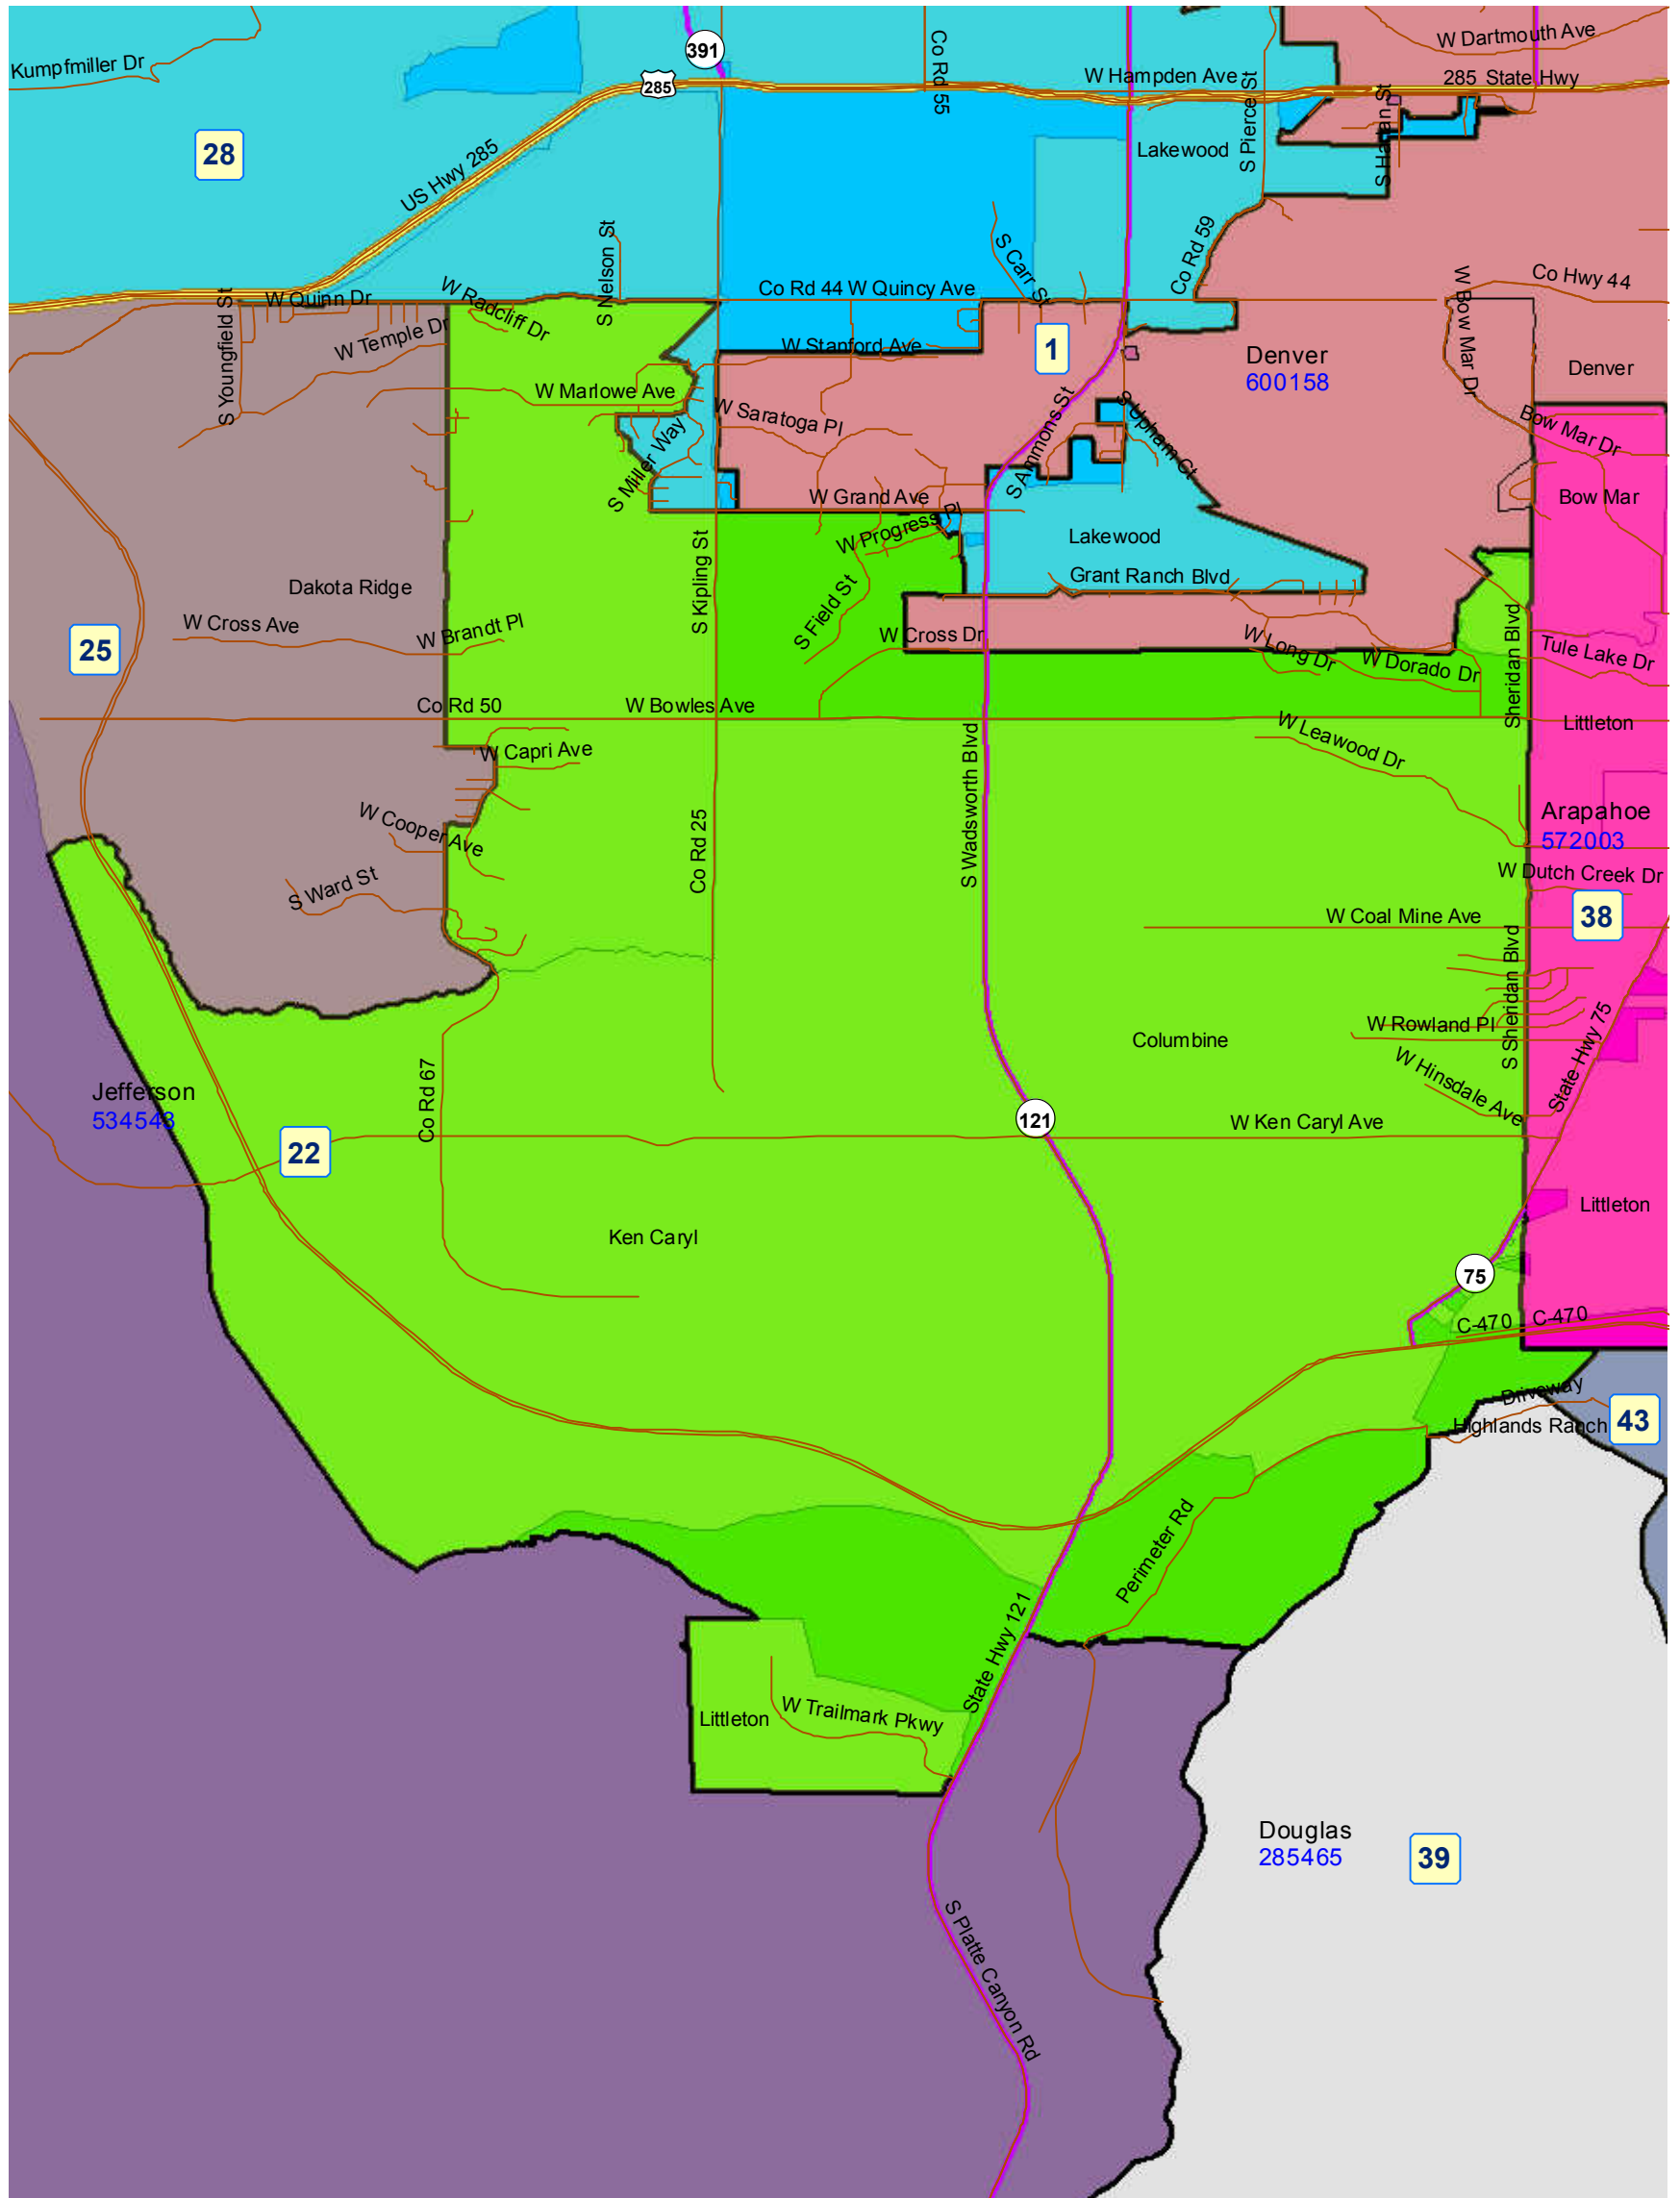 391
W Dartmouth Ave
Kumpfmiller Dr
Co Rd 55
W Hampden Ave
285 State Hwy
285
S Pierce St
S Harlan St
28
US Hwy 285
Lakewood
S Nelson St
S Carr St
Co Rd 59
Co Hwy 44
W Quinn Dr
W Radcliff Dr
Co Rd 44 W Quincy Ave
W Bow Mar Dr
S Youngfield St
W Temple Dr
W Stanford Ave
1
Denver
600158
Denver
W Marlowe Ave
W Saratoga Pl
S Ammons St
S Upham Ct
Bow Mar Dr
S Miller Way
W Grand Ave
Bow Mar
W Progress Pl
Lakewood
S Kipling St
Dakota Ridge
Grant Ranch Blvd
S Field St
W Cross Ave
W Brandt Pl
W Cross Dr
W Long Dr
W Dorado Dr
Sheridan Blvd
Tule Lake Dr
25
Co Rd 50
W Bowles Ave
Littleton
W Leawood Dr
W Capri Ave
S Wadsworth Blvd
Arapahoe
572003
W Cooper Ave
Co Rd 25
W Dutch Creek Dr
S Ward St
W Coal Mine Ave
38
S Sheridan Blvd
W Rowland Pl
Columbine
State Hwy 75
W Hinsdale Ave
Jefferson
534543
Co Rd 67
121
W Ken Caryl Ave
22
Littleton
Ken Caryl
75
C-470
C-470
Driveway
Highlands Ranch
43
Perimeter Rd
State Hwy 121
Littleton
W Trailmark Pkwy
Douglas
285465
39
S Platte Canyon Rd